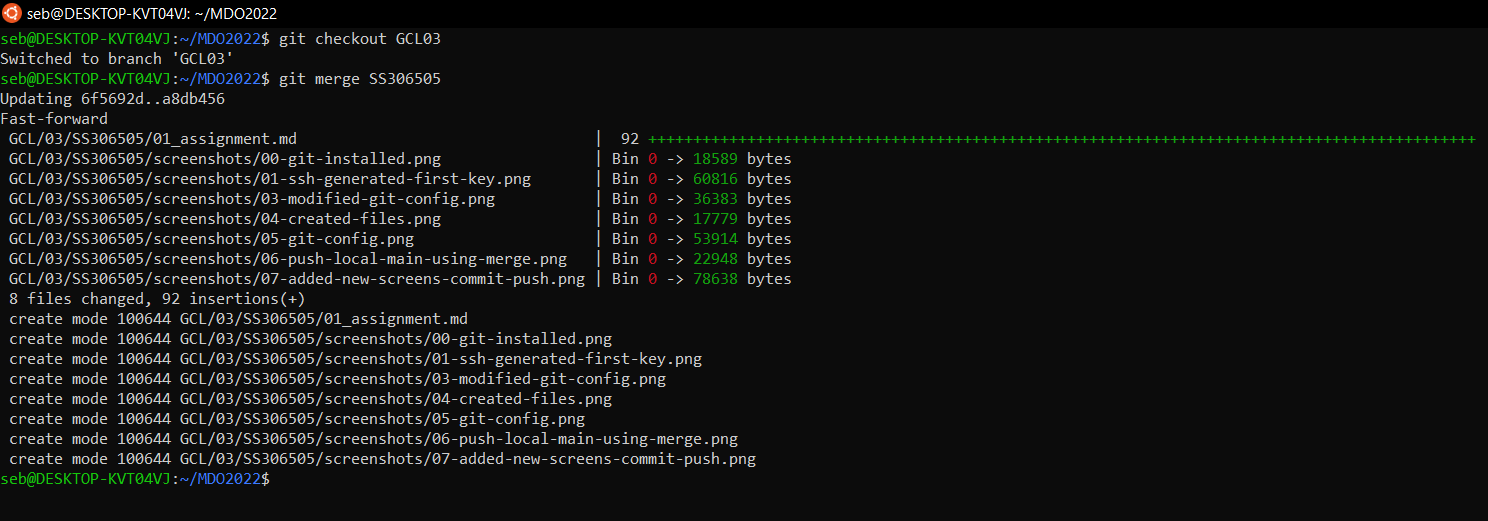 seb@DESKTOP-KVT04VJ: ~/MDO2022
seb@DESKTOP-KVT04VJ:~/MDO2022$ git checkout GCL03
Switched to branch 'GCL03'
seb@DESKTOP-KVT04VJ:~/MDO2022$ git merge SS306505
Updating 6f5692d..a8db456
Fast-forward
 GCL/03/SS306505/01_assignment.md                                 |  92 ++++++++++++++++++++++++++++++++++++++++++++++++++++++++++++++++++++++++++++++++++++++++++++
 GCL/03/SS306505/screenshots/00-git-installed.png                 | Bin 0 -> 18589 bytes
 GCL/03/SS306505/screenshots/01-ssh-generated-first-key.png       | Bin 0 -> 60816 bytes
 GCL/03/SS306505/screenshots/03-modified-git-config.png           | Bin 0 -> 36383 bytes
 GCL/03/SS306505/screenshots/04-created-files.png                 | Bin 0 -> 17779 bytes
 GCL/03/SS306505/screenshots/05-git-config.png                    | Bin 0 -> 53914 bytes
 GCL/03/SS306505/screenshots/06-push-local-main-using-merge.png   | Bin 0 -> 22948 bytes
 GCL/03/SS306505/screenshots/07-added-new-screens-commit-push.png | Bin 0 -> 78638 bytes
 8 files changed, 92 insertions(+)
 create mode 100644 GCL/03/SS306505/01_assignment.md
 create mode 100644 GCL/03/SS306505/screenshots/00-git-installed.png
 create mode 100644 GCL/03/SS306505/screenshots/01-ssh-generated-first-key.png
 create mode 100644 GCL/03/SS306505/screenshots/03-modified-git-config.png
 create mode 100644 GCL/03/SS306505/screenshots/04-created-files.png
 create mode 100644 GCL/03/SS306505/screenshots/05-git-config.png
 create mode 100644 GCL/03/SS306505/screenshots/06-push-local-main-using-merge.png
 create mode 100644 GCL/03/SS306505/screenshots/07-added-new-screens-commit-push.png
seb@DESKTOP-KVT04VJ:~/MDO2022$